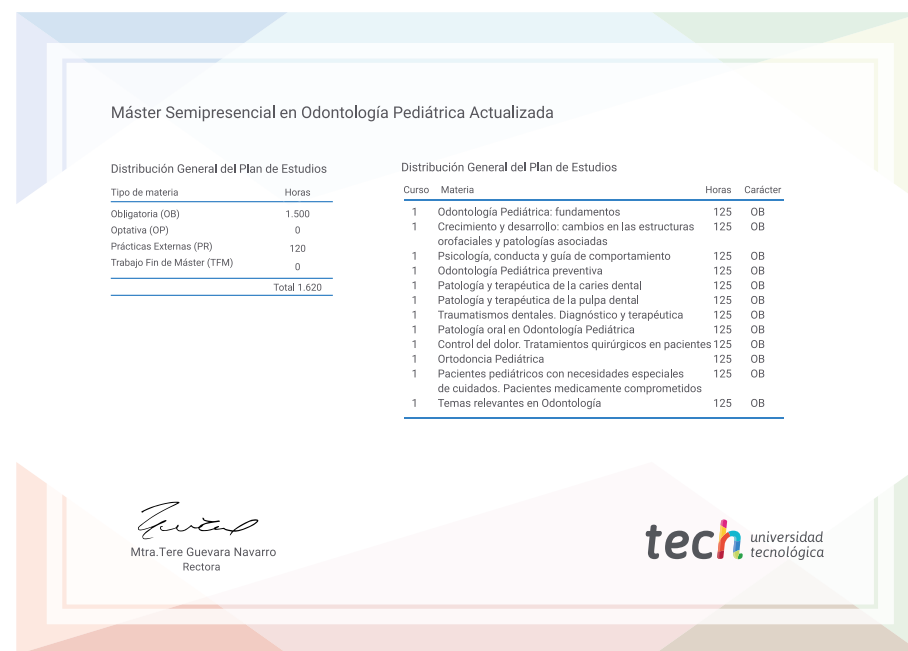 Máster Semipresencial en Odontología Pediátrica Actualizada
Distribución General del Plan de Estudios
Tipo de materia Horas
Obligatoria (OB) 1.500
Optativa (OP) 0
Prácticas Externas (PR) 120
Trabajo Fin de Máster (TFM) 0
Total 1.620
Distribución General del Plan de Estudios
Curso Materia Horas Carácter
1 Odontología Pediátrica: fundamentos 125 OB
1 Crecimiento y desarrollo: cambios en las estructuras 125 OB
orofaciales y patologías asociadas
1 Psicología, conducta y guía de comportamiento 125 OB
1 Odontología Pediátrica preventiva 125 OB
1 Patología y terapéutica de la caries dental 125 OB
1 Patología y terapéutica de la pulpa dental 125 OB
1 Traumatismos dentales. Diagnóstico y terapéutica 125 OB
1 Patología oral en Odontología Pediátrica 125 OB
1 Control del dolor. Tratamientos quirúrgicos en pacientes 125 OB
1 Ortodoncia Pediátrica 125 OB
1 Pacientes pediátricos con necesidades especiales 125 OB
de cuidados. Pacientes medicamente comprometidos
1 Temas relevantes en Odontología 125 OB
Mtra.Tere Guevara Navarro
Rectora
tech universidad
tecnológica